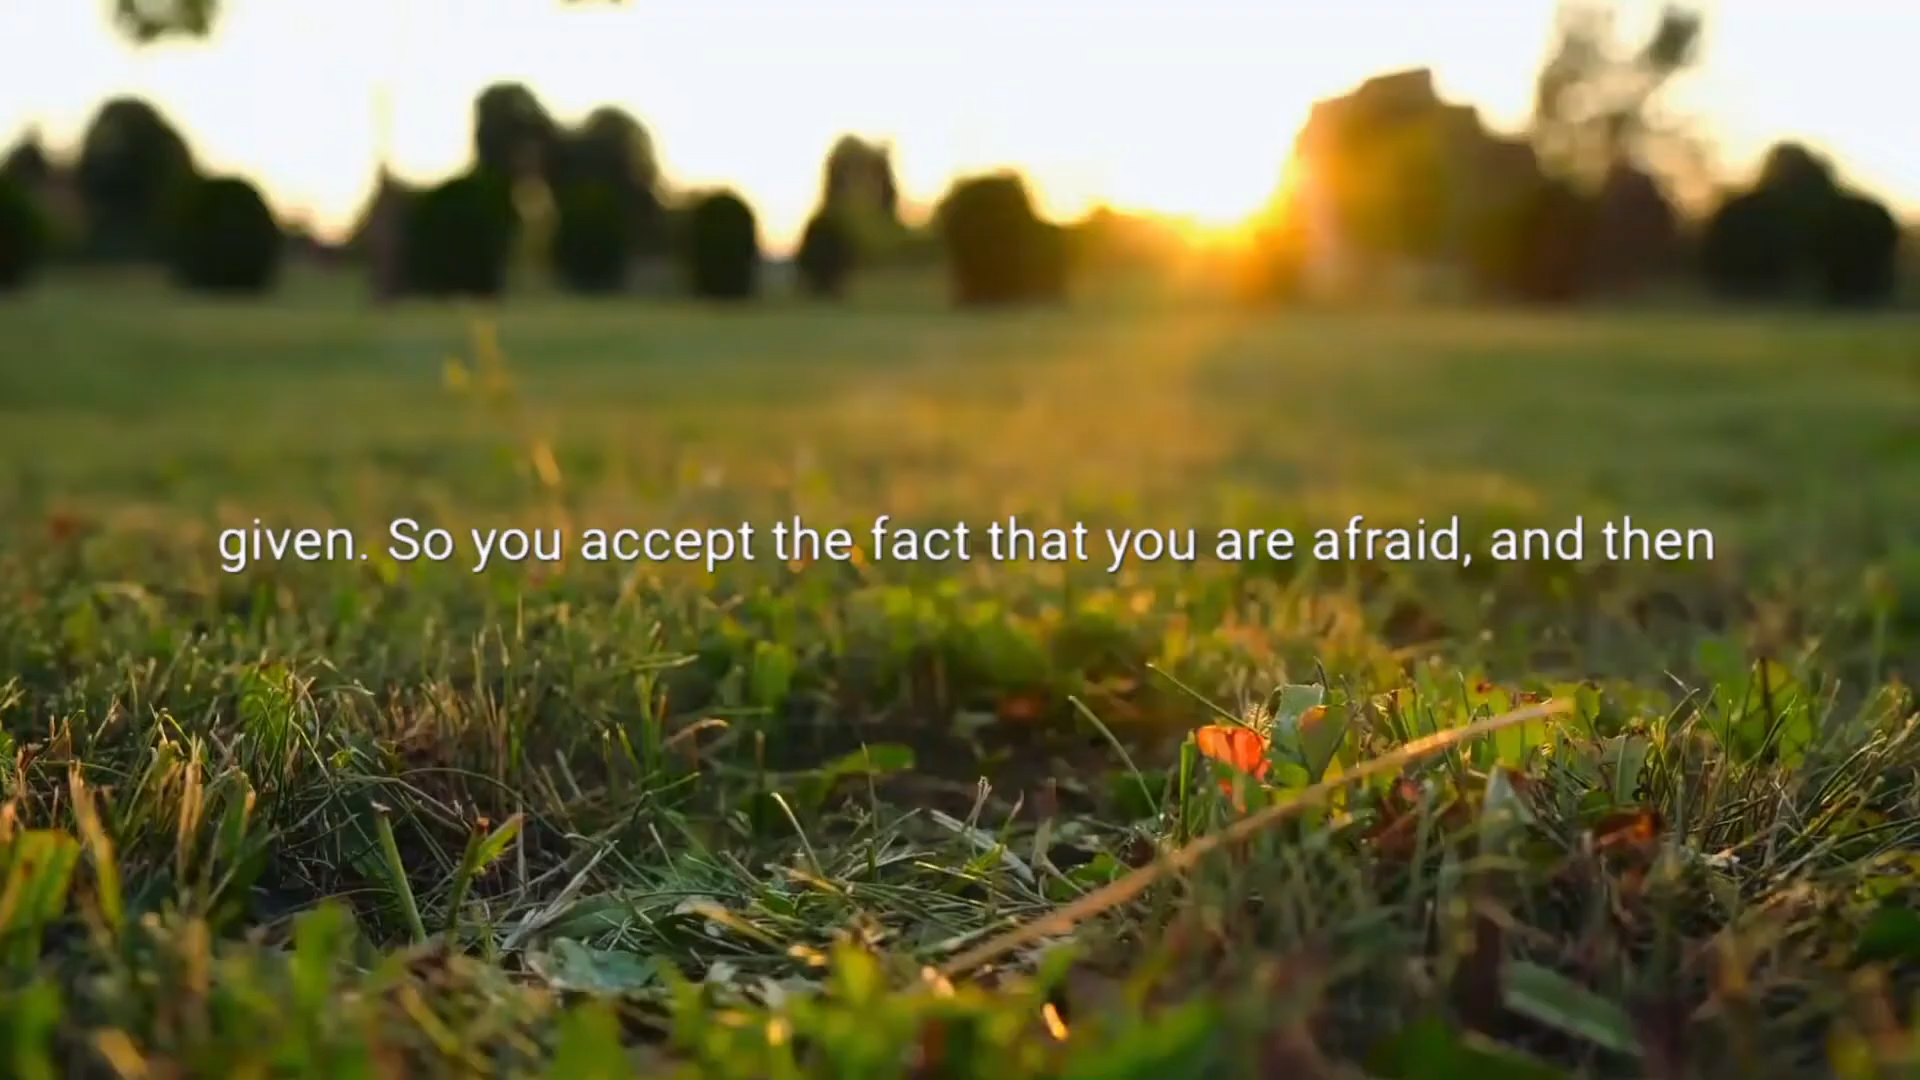 given. So you accept the fact that you are afraid, and then